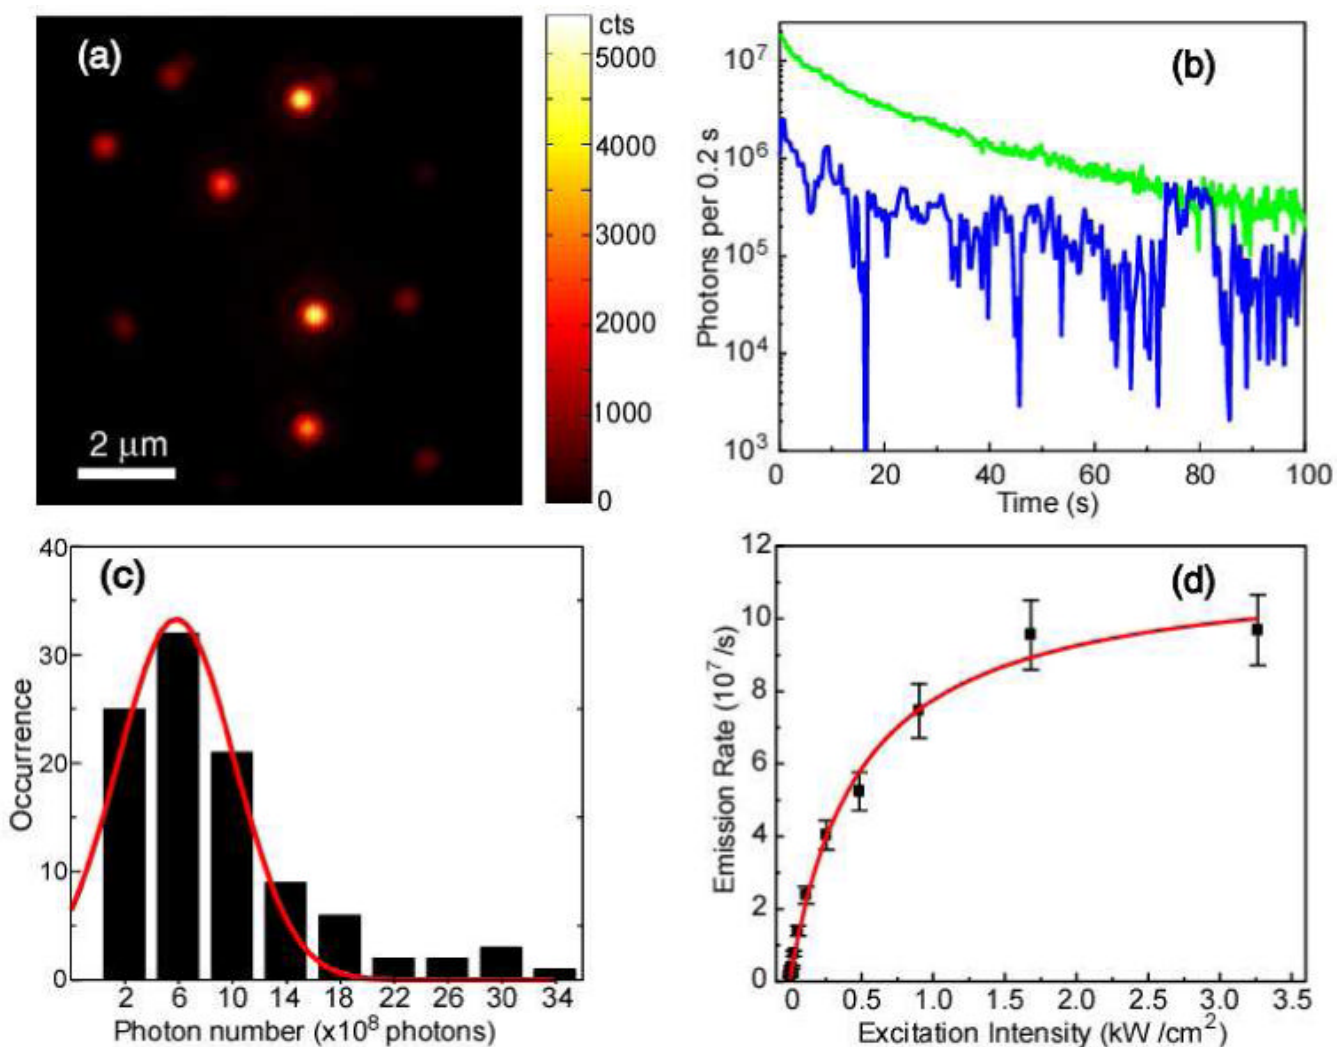 (a)
cts
5000
4000
3000
2000
1000
0
2 μm
(b)
Photons per 0.2 s
10⁷
10⁶
10⁵
10⁴
10³
0 20 40 60 80 100
Time (s)
(c)
Occurrence
40
30
20
10
0
2 6 10 14 18 22 26 30 34
Photon number (x10⁸ photons)
(d)
Emission Rate (10⁷ /s)
12
10
8
6
4
2
0
0 0.5 1.0 1.5 2.0 2.5 3.0 3.5
Excitation Intensity (kW /cm²)